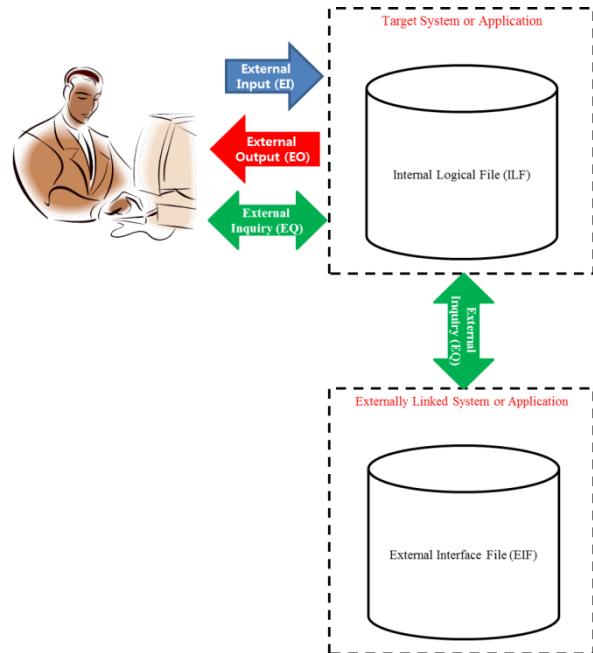 Target System or Application
External
Input (EI)
External
Output (EO)
External
Inquiry (EQ)
Internal Logical File (ILF)
External
Inquiry (EQ)
Externally Linked System or Application
External Interface File (EIF)